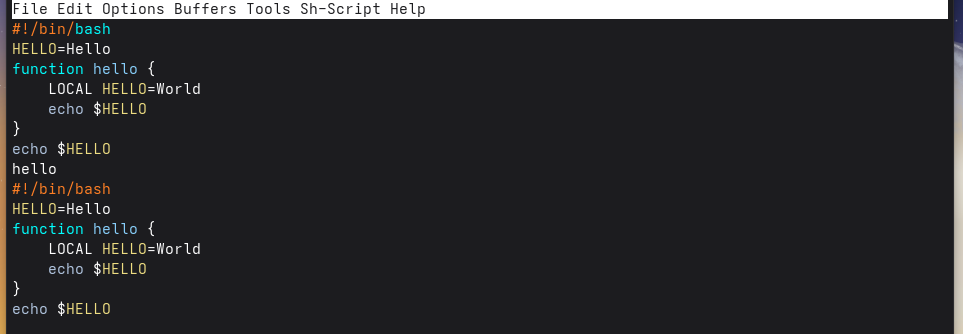 File Edit Options Buffers Tools Sh-Script Help
#!/bin/bash
HELLO=Hello
function hello {
    LOCAL HELLO=World
    echo $HELLO
}
echo $HELLO
hello
#!/bin/bash
HELLO=Hello
function hello {
    LOCAL HELLO=World
    echo $HELLO
}
echo $HELLO